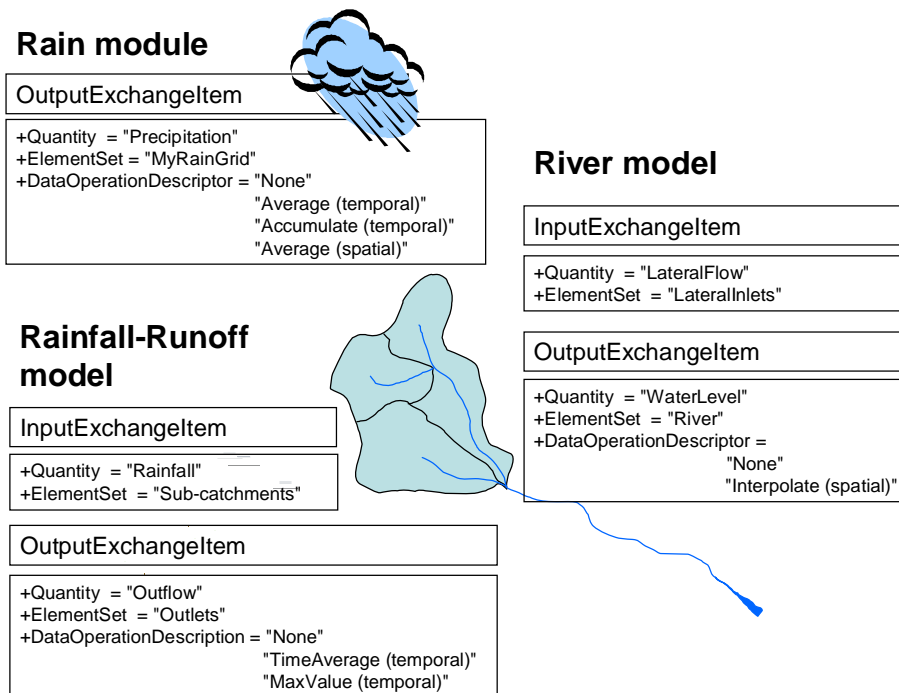 Rain module
OutputExchangeItem
+Quantity = "Precipitation"
+ElementSet = "MyRainGrid"
+DataOperationDescriptor = "None"
"Average (temporal)"
"Accumulate (temporal)"
"Average (spatial)"
River model
InputExchangeItem
+Quantity = "LateralFlow"
+ElementSet = "LateralInlets"
OutputExchangeItem
+Quantity = "WaterLevel"
+ElementSet = "River"
+DataOperationDescriptor =
"None"
"Interpolate (spatial)"
Rainfall-Runoff
model
InputExchangeItem
+Quantity = "Rainfall"
+ElementSet = "Sub-catchments"
OutputExchangeItem
+Quantity = "Outflow"
+ElementSet = "Outlets"
+DataOperationDescription = "None"
"TimeAverage (temporal)"
"MaxValue (temporal)"